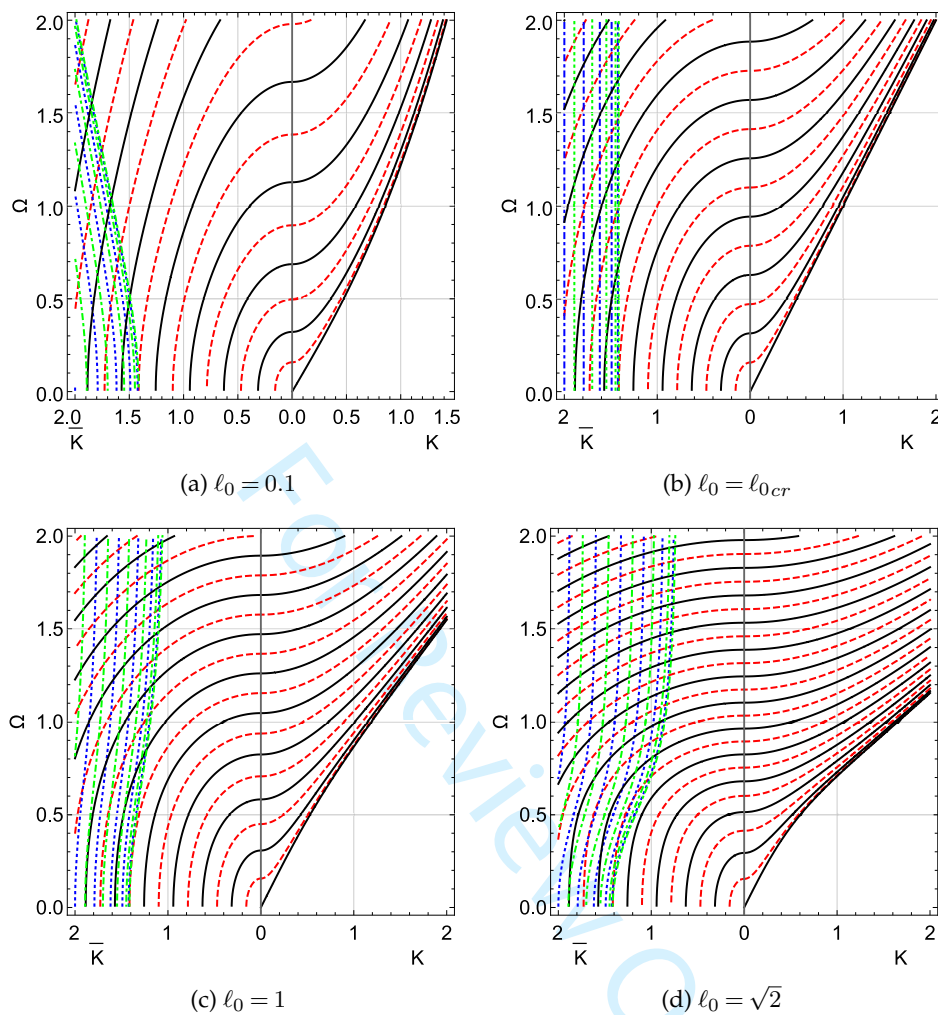 2.0
1.5
Ω
1.0
0.5
0.0
2.0 1.5 1.0 0.5 0.0 0.5 1.0 1.5
K̅ K
(a) ℓ₀ = 0.1
2.0
1.5
Ω
1.0
0.5
0.0
2 1 0 1 2
K̅ K
(b) ℓ₀ = ℓ₀cr
2.0
1.5
Ω
1.0
0.5
0.0
2 1 0 1 2
K̅ K
(c) ℓ₀ = 1
2.0
1.5
Ω
1.0
0.5
0.0
2 1 0 1 2
K̅ K
(d) ℓ₀ = √2
For Review O